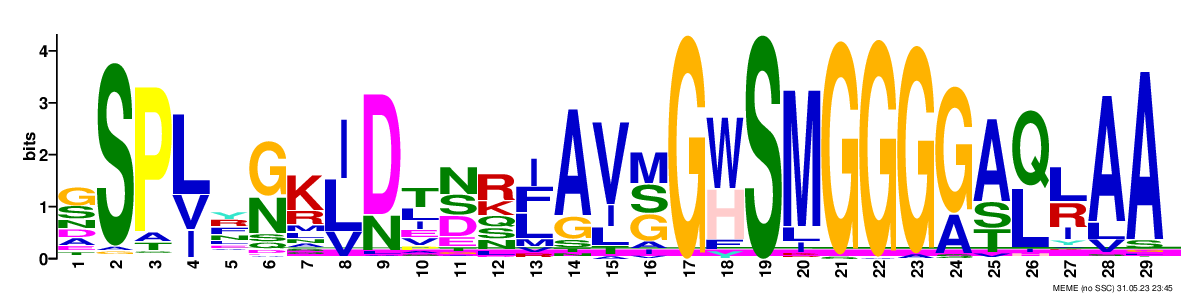 bits
4
3
2
1
0
G S P L G W S M G G G G A Q L A A
S V Y N K I D T N R I A V M H L S R
N A R S R L N L S K F G I S F I A T I L V S
D T F Q M V I D Q L S L G Y V Y
A I L E E S M T A
1 2 3 4 5 6 7 8 9 10 11 12 13 14 15 16 17 18 19 20 21 22 23 24 25 26 27 28 29
MEME (no SSC) 31.05.23 23:45